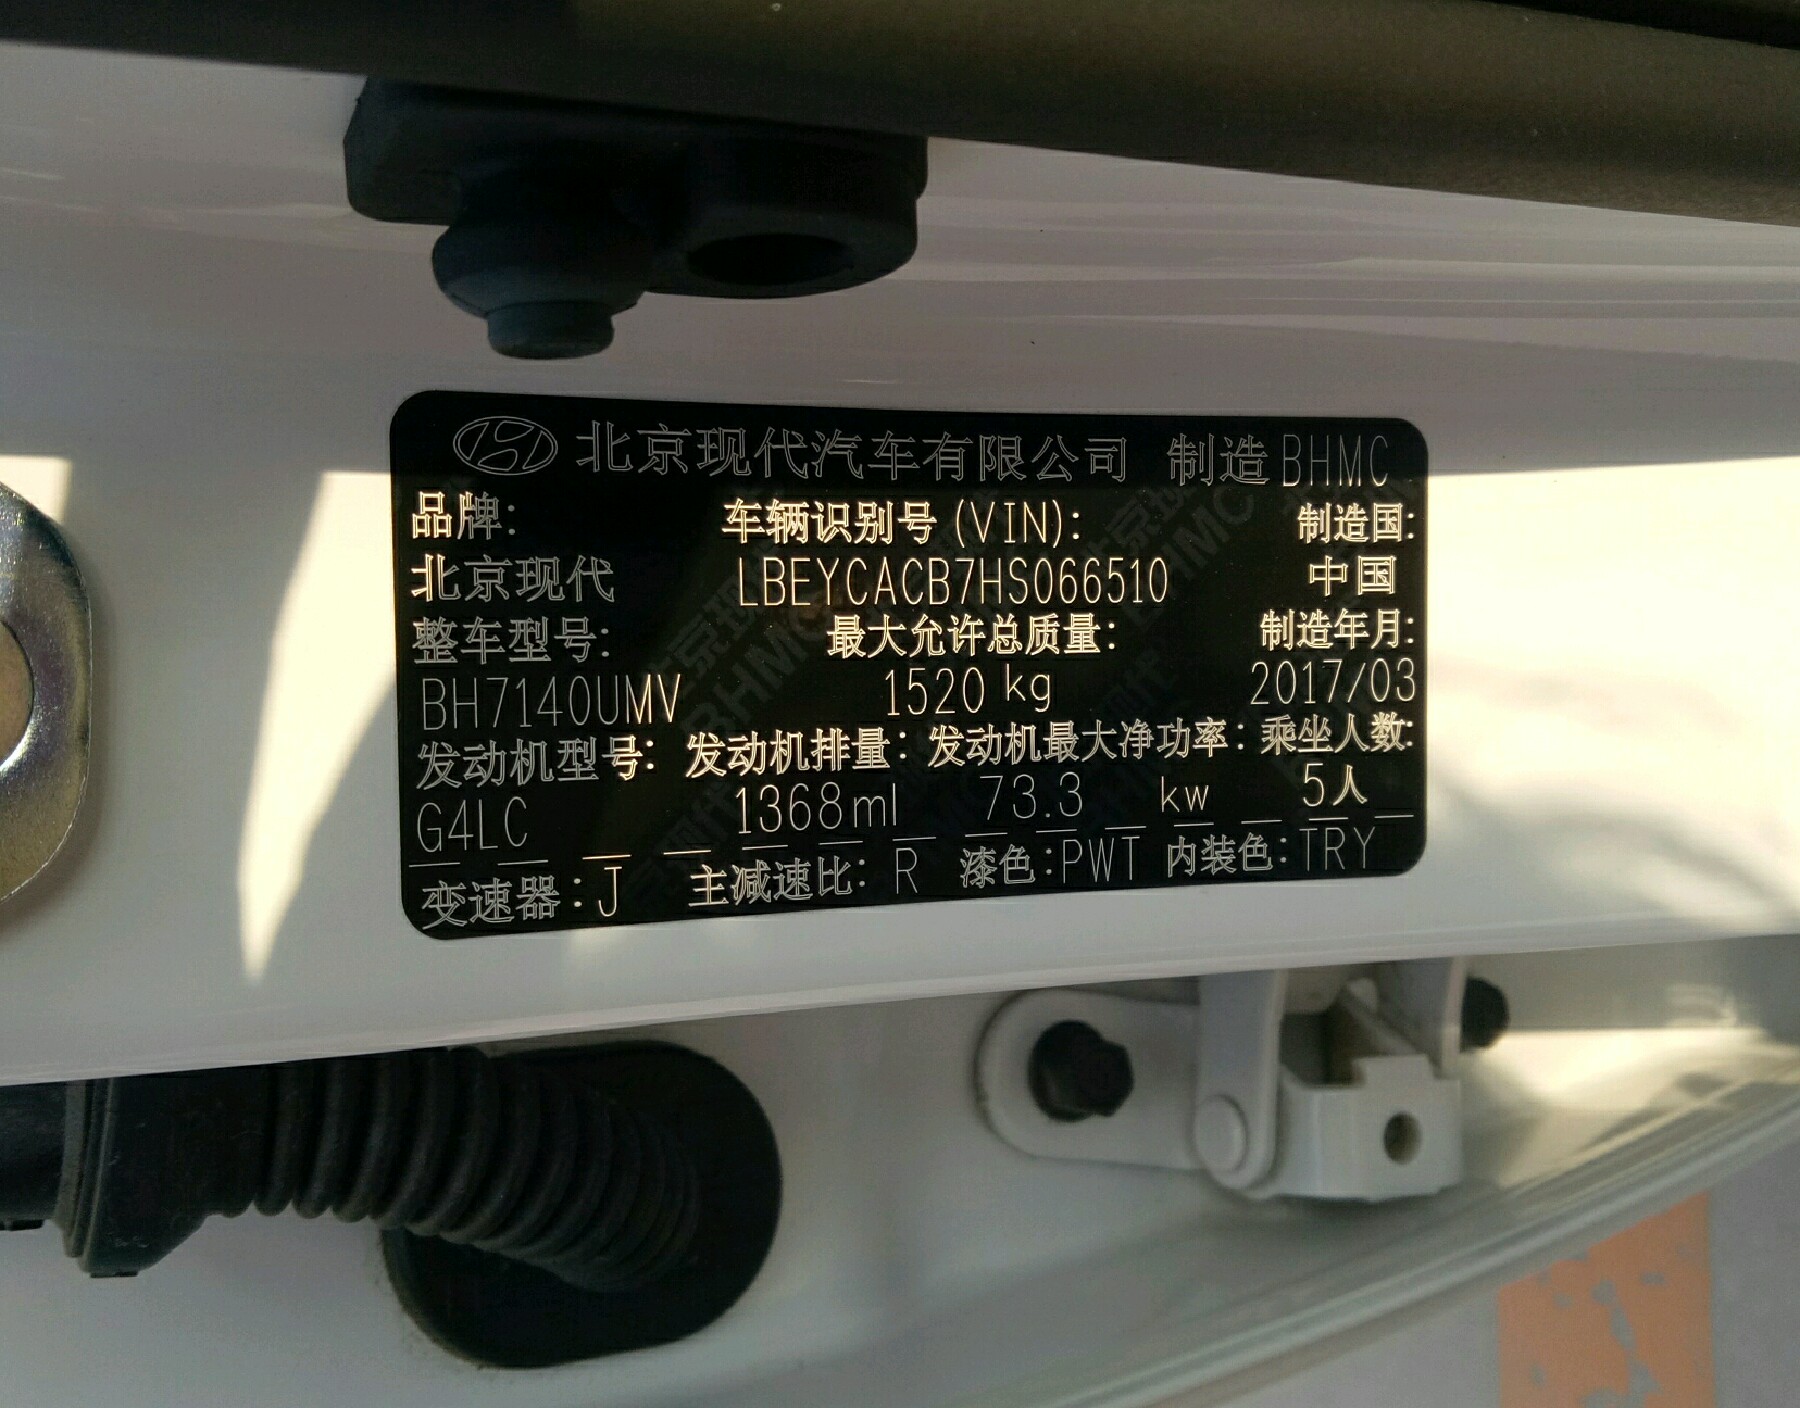 北京现代汽车有限公司 制造 BHMC
品牌: 车辆识别号 (VIN): 制造国:
北京现代 LBEYCACB7HS066510 中国
整车型号: 最大允许总质量: 制造年月:
BH7140UMV 1520 kg 2017/03
发动机型号: 发动机排量: 发动机最大净功率: 乘坐人数:
G4LC 1368ml 73.3 kw 5人
变速器: J 主减速比: R 漆色: PWT 内装色: TRY